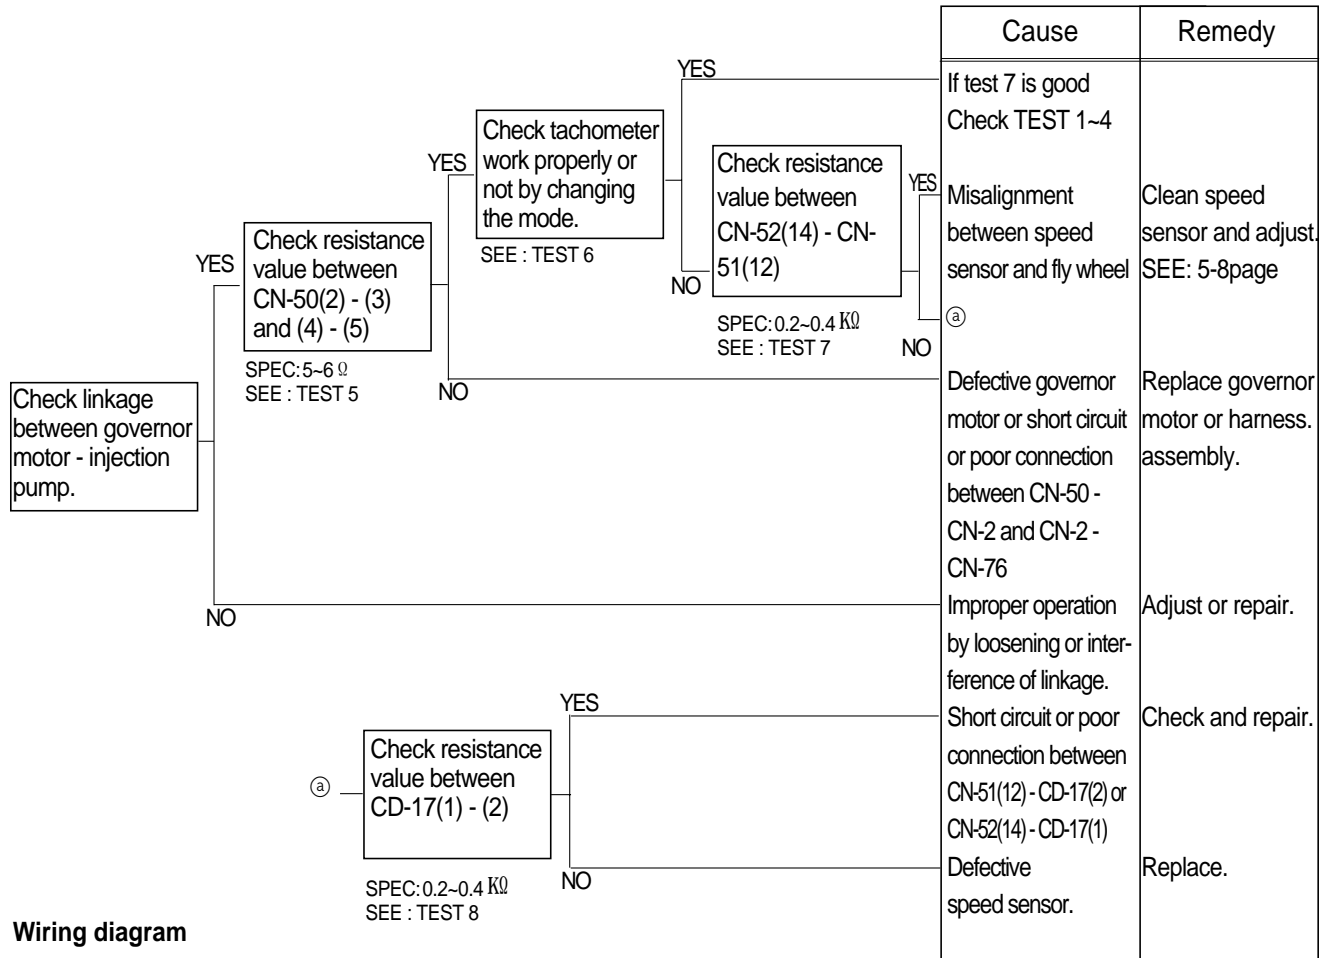 Cause
Remedy
YES
If test 7 is good
Check TEST 1~4
Check tachometer
work properly or
not by changing
the mode.
SEE : TEST 6
YES
Check resistance
value between
CN-52(14) - CN-
51(12)
SPEC: 0.2~0.4 KΩ
SEE : TEST 7
NO
YES
Misalignment
between speed
sensor and fly wheel
Clean speed
sensor and adjust.
SEE: 5-8page
NO
ⓐ
YES
Check resistance
value between
CN-50(2) - (3)
and (4) - (5)
SPEC: 5~6 Ω
SEE : TEST 5
NO
Defective governor
motor or short circuit
or poor connection
between CN-50 -
CN-2 and CN-2 -
CN-76
Replace governor
motor or harness.
assembly.
Check linkage
between governor
motor - injection
pump.
NO
Improper operation
by loosening or inter-
ference of linkage.
Adjust or repair.
ⓐ
Check resistance
value between
CD-17(1) - (2)
SPEC: 0.2~0.4 KΩ
SEE : TEST 8
YES
Short circuit or poor
connection between
CN-51(12) - CD-17(2) or
CN-52(14) - CD-17(1)
Check and repair.
NO
Defective
speed sensor.
Replace.
Wiring diagram